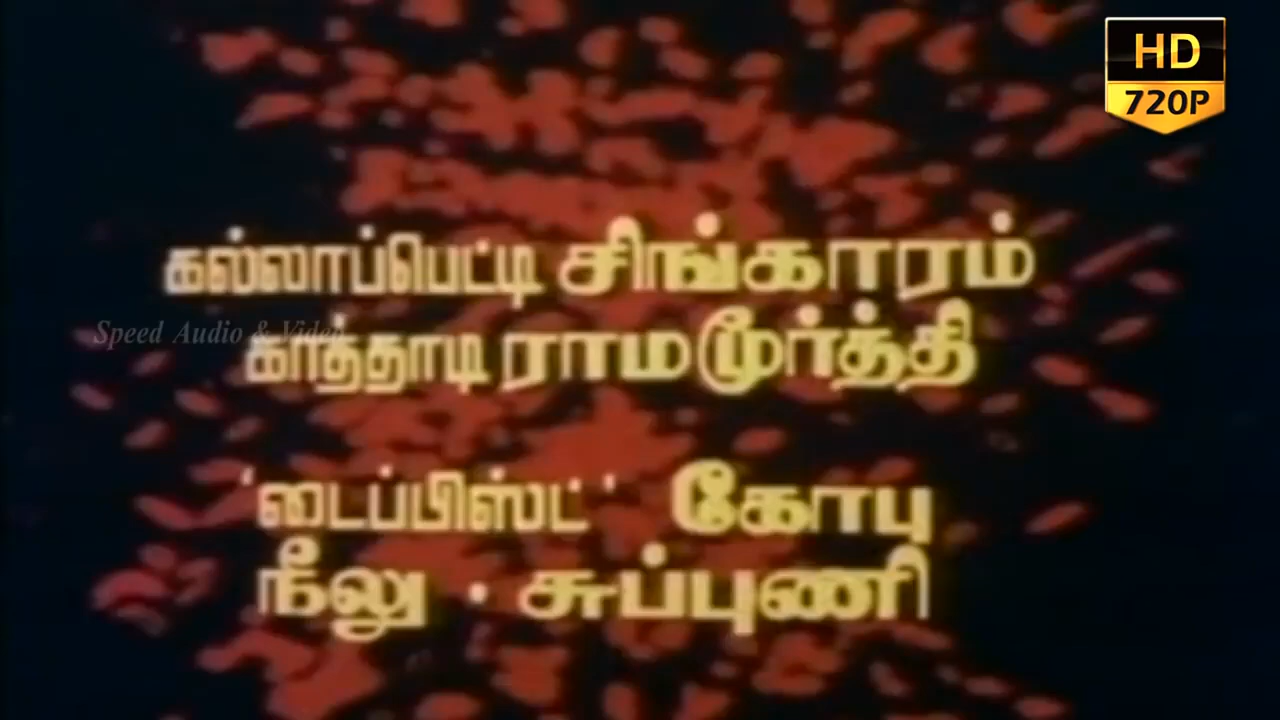 HD
720P
கல்லாப்பெட்டி சிங்காரம்
Speed Audio & Video
காத்தாடி ராமமூர்த்தி
'டைப்பிஸ்ட்' கோபு
நீலு · சுப்புணி